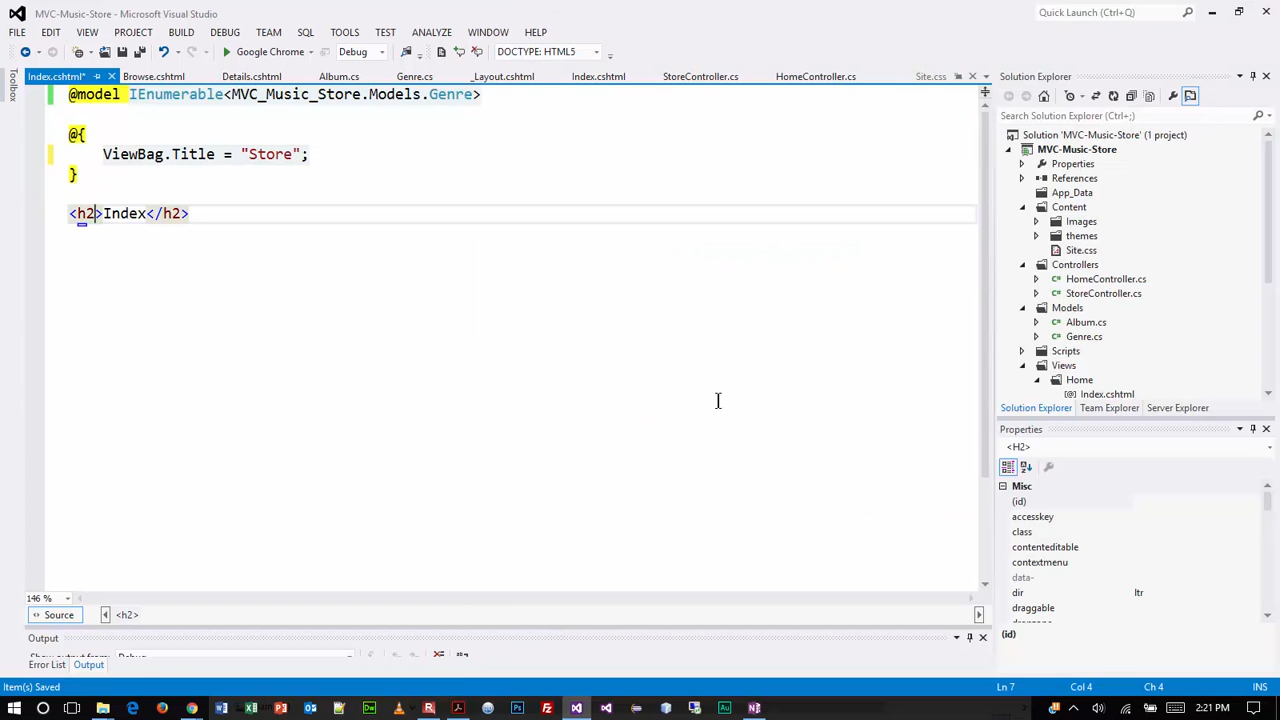 MVC-Music-Store - Microsoft Visual Studio
Quick Launch (Ctrl+Q)
FILE EDIT VIEW PROJECT BUILD DEBUG TEAM SQL TOOLS TEST ANALYZE WINDOW HELP
Google Chrome Debug DOCTYPE: HTML5
Toolbox
Index.cshtml* Browse.cshtml Details.cshtml Album.cs Genre.cs _Layout.cshtml Index.cshtml StoreController.cs HomeController.cs Site.css
@model IEnumerable<MVC_Music_Store.Models.Genre>
@{
ViewBag.Title = "Store";
}
<h2>Index</h2>
146 %
Source <h2>
Output
Show output from: Debug
Error List Output
Solution Explorer
Search Solution Explorer (Ctrl+;)
Solution 'MVC-Music-Store' (1 project)
MVC-Music-Store
Properties
References
App_Data
Content
Images
themes
Site.css
Controllers
HomeController.cs
StoreController.cs
Models
Album.cs
Genre.cs
Scripts
Views
Home
Index.cshtml
Solution Explorer Team Explorer Server Explorer
Properties
<H2>
Misc
(id)
accesskey
class
contenteditable
contextmenu
data-
dir ltr
draggable
dropzone
(id)
Item(s) Saved Ln 7 Col 4 Ch 4 INS
2:21 PM